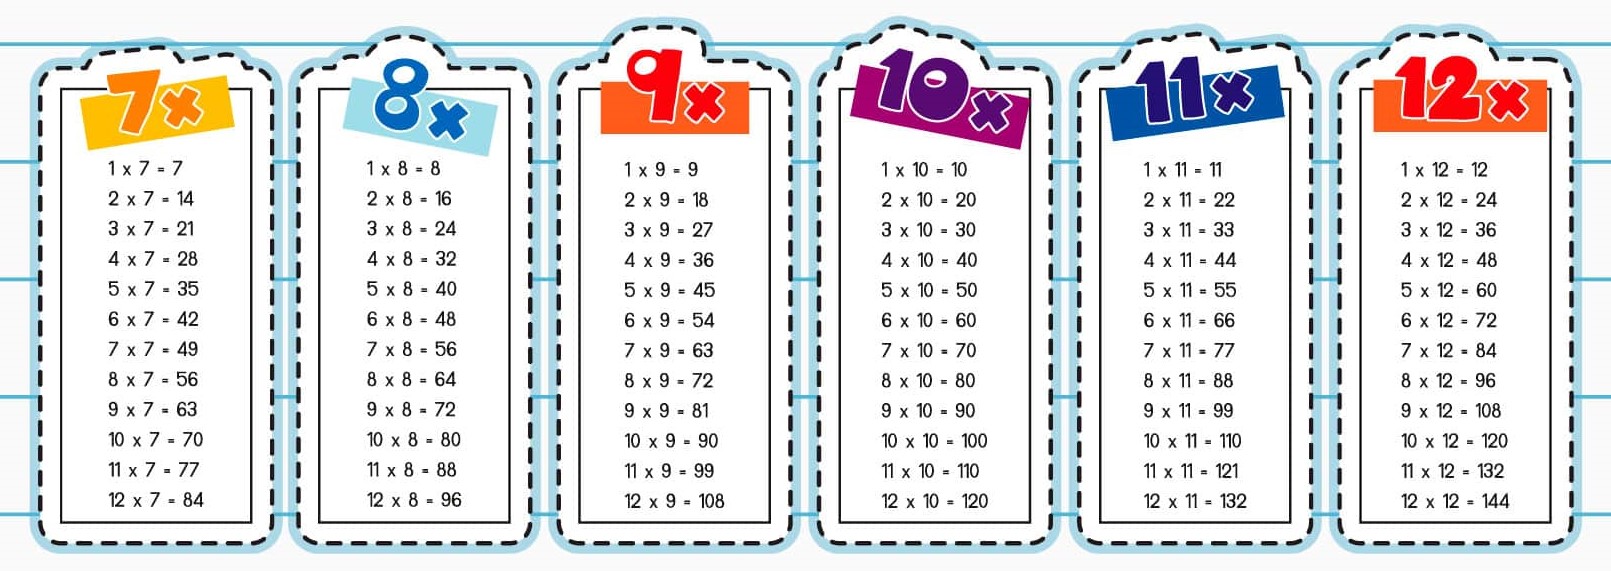 7x
1 x 7 = 7
2 x 7 = 14
3 x 7 = 21
4 x 7 = 28
5 x 7 = 35
6 x 7 = 42
7 x 7 = 49
8 x 7 = 56
9 x 7 = 63
10 x 7 = 70
11 x 7 = 77
12 x 7 = 84
8x
1 x 8 = 8
2 x 8 = 16
3 x 8 = 24
4 x 8 = 32
5 x 8 = 40
6 x 8 = 48
7 x 8 = 56
8 x 8 = 64
9 x 8 = 72
10 x 8 = 80
11 x 8 = 88
12 x 8 = 96
9x
1 x 9 = 9
2 x 9 = 18
3 x 9 = 27
4 x 9 = 36
5 x 9 = 45
6 x 9 = 54
7 x 9 = 63
8 x 9 = 72
9 x 9 = 81
10 x 9 = 90
11 x 9 = 99
12 x 9 = 108
10x
1 x 10 = 10
2 x 10 = 20
3 x 10 = 30
4 x 10 = 40
5 x 10 = 50
6 x 10 = 60
7 x 10 = 70
8 x 10 = 80
9 x 10 = 90
10 x 10 = 100
11 x 10 = 110
12 x 10 = 120
11x
1 x 11 = 11
2 x 11 = 22
3 x 11 = 33
4 x 11 = 44
5 x 11 = 55
6 x 11 = 66
7 x 11 = 77
8 x 11 = 88
9 x 11 = 99
10 x 11 = 110
11 x 11 = 121
12 x 11 = 132
12x
1 x 12 = 12
2 x 12 = 24
3 x 12 = 36
4 x 12 = 48
5 x 12 = 60
6 x 12 = 72
7 x 12 = 84
8 x 12 = 96
9 x 12 = 108
10 x 12 = 120
11 x 12 = 132
12 x 12 = 144